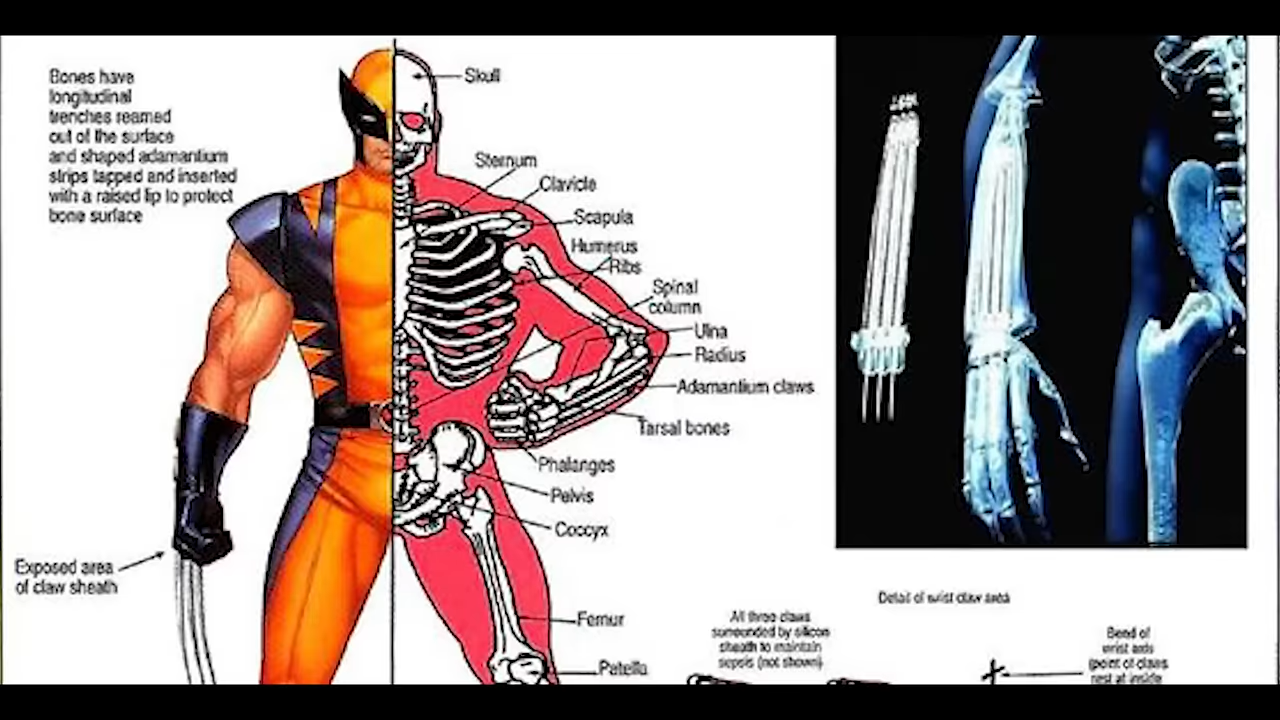 Bones have
longitudinal
trenches reamed
out of the surface
and shaped adamantium
strips tapped and inserted
with a raised lip to protect
bone surface
Skull
Sternum
Clavicle
Scapula
Humerus
Ribs
Spinal
column
Ulna
Radius
Adamantium claws
Tarsal bones
Phalanges
Pelvis
Coccyx
Exposed area
of claw sheath
Femur
Patella
Detail of wrist claw area
All three claws
surrounded by silicon
sheath to maintain
sepsis (not shown)
Bend of
wrist axis
(point of claws
rest at inside